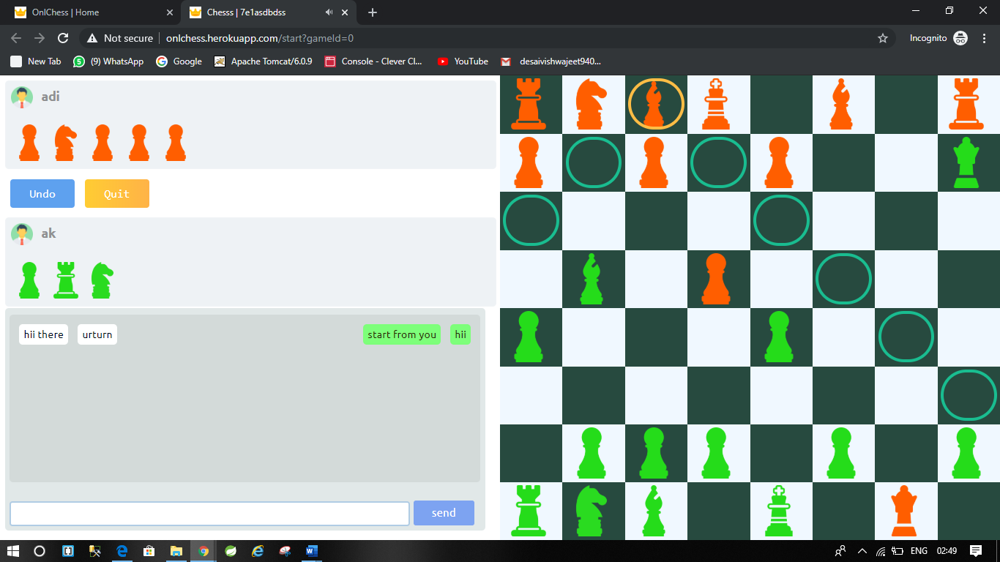 OnlChess | Home
Chesss | 7e1asdbdss
Not secure
onlchess.herokuapp.com/start?gameId=0
Incognito
New Tab
(9) WhatsApp
Google
Apache Tomcat/6.0.9
Console - Clever Cl...
YouTube
desaivishwajeet940...
adi
Undo
Quit
ak
hii there
urturn
start from you
hii
send
ENG
02:49